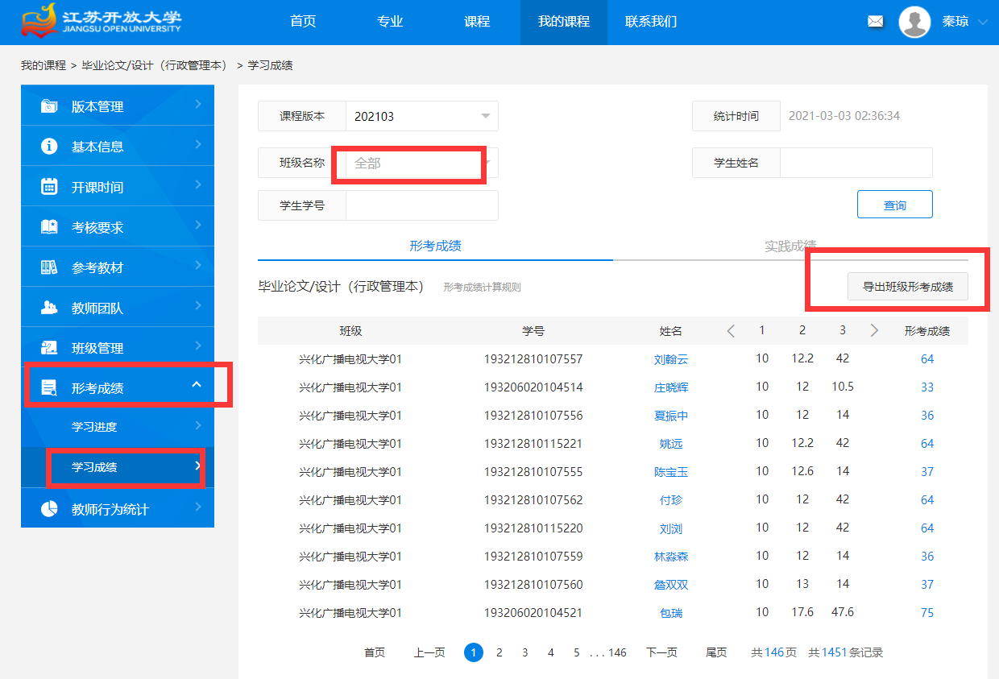 江苏开放大学
JIANGSU OPEN UNIVERSITY
首页 专业 课程 我的课程 联系我们 秦琼
我的课程 > 毕业论文/设计（行政管理本） > 学习成绩
版本管理
基本信息
开课时间
考核要求
参考教材
教师团队
班级管理
形考成绩
学习进度
学习成绩
教师行为统计
课程版本 202103 统计时间 2021-03-03 02:36:34
班级名称 全部 学生姓名
学生学号 查询
形考成绩 实践成绩
毕业论文/设计（行政管理本） 形考成绩计算规则 导出班级形考成绩
班级 学号 姓名 1 2 3 形考成绩
兴化广播电视大学01 193212810107557 刘翰云 10 12.2 42 64
兴化广播电视大学01 193206020104514 庄晓辉 10 12 10.5 33
兴化广播电视大学01 193212810107556 夏振中 10 12 14 36
兴化广播电视大学01 193212810115221 姚远 10 12.2 42 64
兴化广播电视大学01 193212810107555 陈宝玉 10 12.6 14 37
兴化广播电视大学01 193212810107562 付珍 10 12 42 64
兴化广播电视大学01 193212810115220 刘浏 10 12 42 64
兴化广播电视大学01 193212810107559 林淼森 10 12 14 36
兴化广播电视大学01 193212810107560 詹双双 10 13 14 37
兴化广播电视大学01 193206020104521 包瑞 10 17.6 47.6 75
首页 上一页 1 2 3 4 5 ... 146 下一页 尾页 共146页 共1451条记录